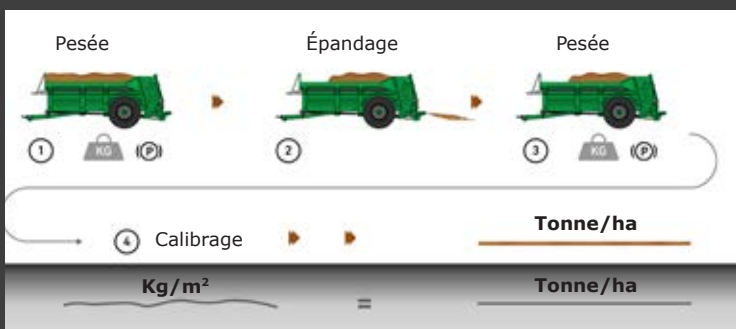 Pesée
Épandage
Pesée
1 KG ((P))
2
3 KG ((P))
4 Calibrage
Tonne/ha
Kg/m² = Tonne/ha